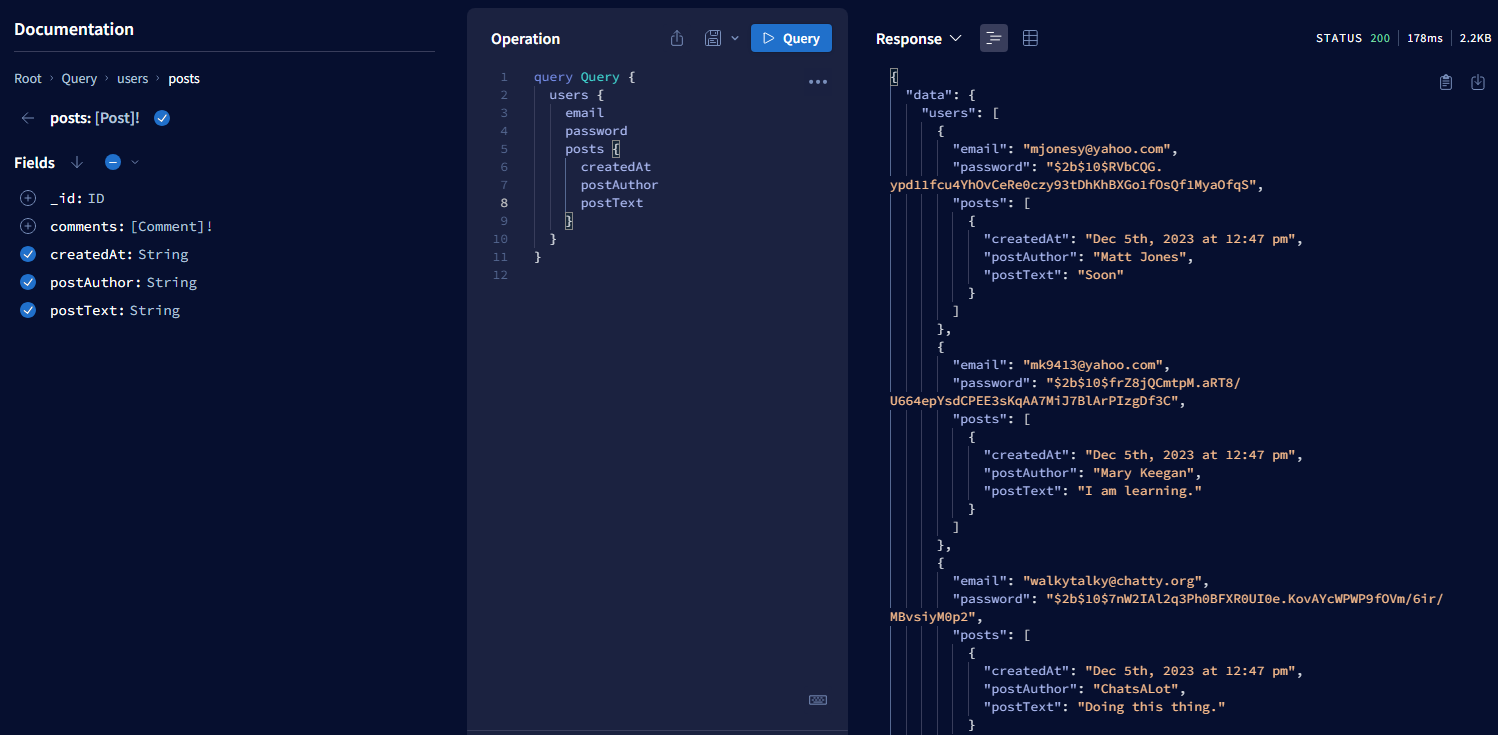 Documentation
Root › Query › users › posts
posts: [Post]!
Fields
_id: ID
comments: [Comment]!
createdAt: String
postAuthor: String
postText: String
Operation
Query
1 query Query {
2 users {
3 email
4 password
5 posts {
6 createdAt
7 postAuthor
8 postText
9 }
10 }
11 }
12
Response
STATUS 200 178ms 2.2KB
{
"data": {
"users": [
{
"email": "mjonesy@yahoo.com",
"password": "$2b$10$RVbCQG.
ypd11fcu4YhOvCeRe0czy93tDhKhBXGo1fOsQf1MyaOfqS",
"posts": [
{
"createdAt": "Dec 5th, 2023 at 12:47 pm",
"postAuthor": "Matt Jones",
"postText": "Soon"
}
]
},
{
"email": "mk9413@yahoo.com",
"password": "$2b$10$frZ8jQCmtpM.aRT8/
U664epYsdCPEE3sKqAA7MiJ7BlArPIzgDf3C",
"posts": [
{
"createdAt": "Dec 5th, 2023 at 12:47 pm",
"postAuthor": "Mary Keegan",
"postText": "I am learning."
}
]
},
{
"email": "walkytalky@chatty.org",
"password": "$2b$10$7nW2IAl2q3Ph0BFXR0UI0e.KovAYcWPWP9fOVm/6ir/
MBvsiyM0p2",
"posts": [
{
"createdAt": "Dec 5th, 2023 at 12:47 pm",
"postAuthor": "ChatsALot",
"postText": "Doing this thing."
}